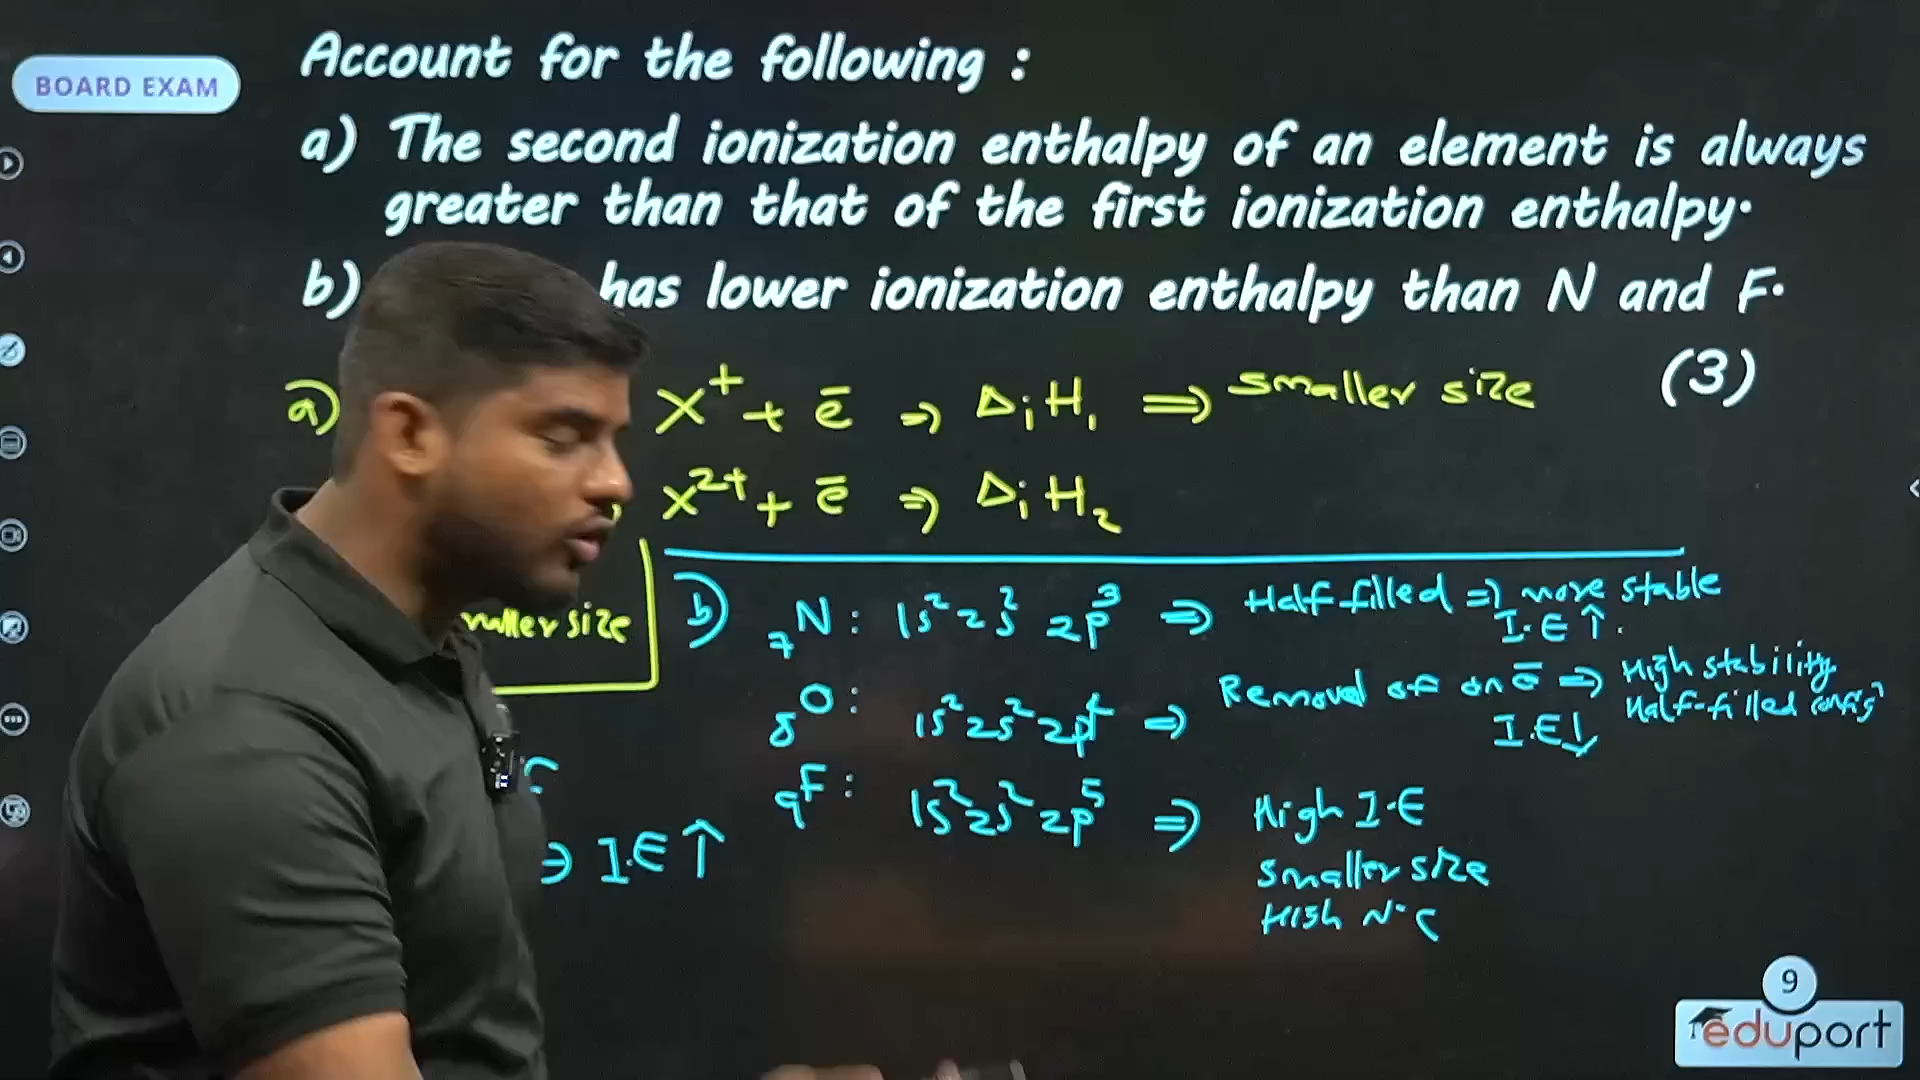 BOARD EXAM
Account for the following :
a) The second ionization enthalpy of an element is always
greater than that of the first ionization enthalpy.
b) has lower ionization enthalpy than N and F.
(3)
a) X⁺ + ē ⇒ ΔᵢH₁ ⇒ smaller size
X²⁺ + ē ⇒ ΔᵢH₂
size
b) ₇N : 1s² 2s² 2p³ ⇒ Half filled ⇒ more stable
I.E ↑.
₈O : 1s² 2s² 2p⁴ ⇒ Removal of an ē ⇒ High stability
Half-filled config
I.E ↓
₉F : 1s² 2s² 2p⁵ ⇒ High I.E
smaller size
High N.C
⇒ I.E ↑
9
eduport